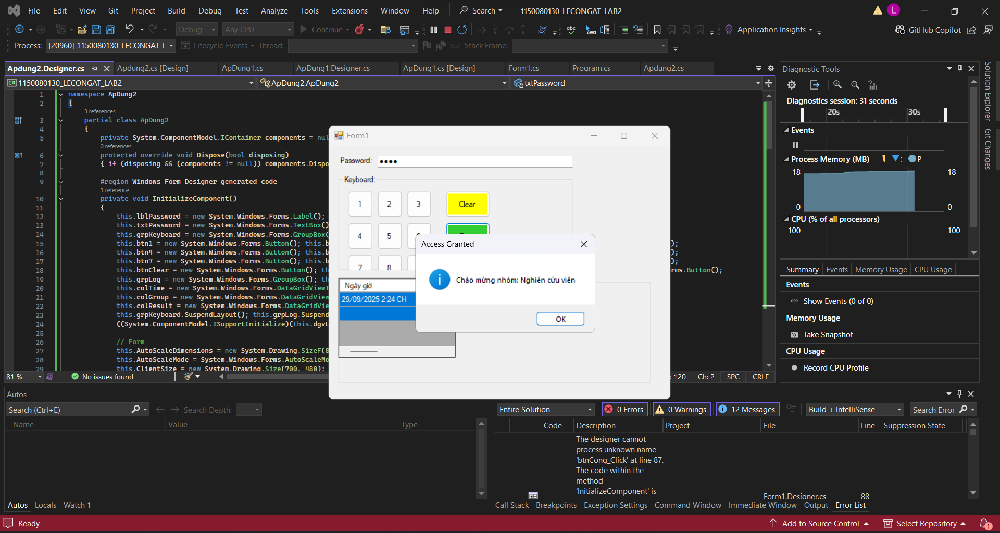 File Edit View Git Project Build Debug Test Analyze Tools Extensions Window Help Search 1150080130_LECONGAT_LAB2 L
Debug Any CPU Continue abc Application Insights GitHub Copilot
Process: [20960] 1150080130_LECONGAT_L Lifecycle Events Thread: Stack Frame:
Apdung2.Designer.cs Apdung2.cs [Design] ApDung1.cs ApDung1.Designer.cs ApDung1.cs [Design] Form1.cs Program.cs Apdung2.cs
C# 1150080130_LECONGAT_LAB2 ApDung2.ApDung2 txtPassword
1 namespace ApDung2
2 {
3 references
3 partial class ApDung2
4 {
5 private System.ComponentModel.IContainer components = nul
0 references
6 protected override void Dispose(bool disposing)
7 { if (disposing && (components != null)) components.Dispo
8
9 #region Windows Form Designer generated code
1 reference
10 private void InitializeComponent()
11 {
12 this.lblPassword = new System.Windows.Forms.Label();
13 this.txtPassword = new System.Windows.Forms.TextBox()
14 this.grpKeyboard = new System.Windows.Forms.GroupBox(
15 this.btn1 = new System.Windows.Forms.Button(); this.b );
16 this.btn4 = new System.Windows.Forms.Button(); this.b );
17 this.btn7 = new System.Windows.Forms.Button(); this.b );
18 this.btnClear = new System.Windows.Forms.Button(); th rms.Button();
19 this.grpLog = new System.Windows.Forms.GroupBox(); th
20 this.colTime = new System.Windows.Forms.DataGridViewT
21 this.colGroup = new System.Windows.Forms.DataGridView
22 this.colResult = new System.Windows.Forms.DataGridVie
23 this.grpKeyboard.SuspendLayout(); this.grpLog.Suspend
24 ((System.ComponentModel.ISupportInitialize)(this.dgvL
25
26 // Form
27 this.AutoScaleDimensions = new System.Drawing.SizeF(8
28 this.AutoScaleMode = System.Windows.Forms.AutoScaleMo
29 this.ClientSize = new System.Drawing.Size(700, 480);
81 % No issues found : 120 Ch: 2 SPC CRLF
Form1
Password: ●●●●
Keyboard:
1 2 3 Clear
4 5
7 8
Ngày giờ
29/09/2025 2:24 CH
Access Granted
Chào mừng nhóm: Nghiên cứu viên
OK
Diagnostic Tools
Diagnostics session: 31 seconds
20s 30s
Events
Process Memory (MB) P
18 18
0 0
CPU (% of all processors)
100 100
Summary Events Memory Usage CPU Usage
Events
Show Events (0 of 0)
Memory Usage
Take Snapshot
CPU Usage
Record CPU Profile
Solution Explorer
Git Changes
Autos
Search (Ctrl+E) Search Depth:
Name Value Type
Autos Locals Watch 1
Entire Solution 0 Errors 0 Warnings 12 Messages Build + IntelliSense Search Error
Code Description Project File Line Suppression State
The designer cannot
process unknown name
'btnCong_Click' at line 87.
The code within the
method
'InitializeComponent' is
Form1.Designer.cs 88
Call Stack Breakpoints Exception Settings Command Window Immediate Window Output Error List
Ready Add to Source Control Select Repository 1